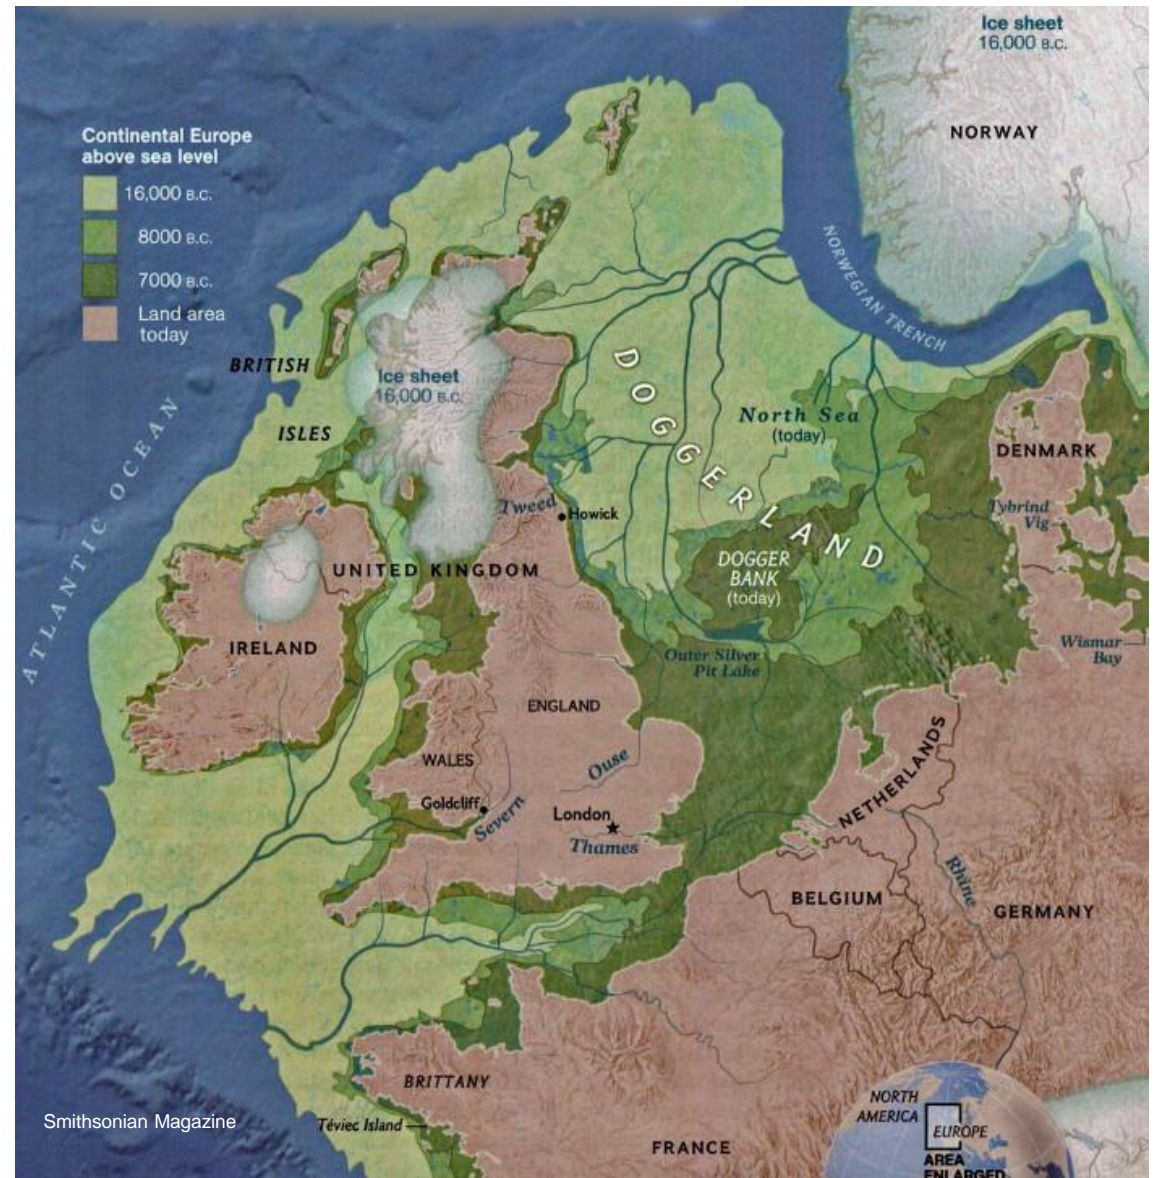 Ice sheet
16,000 B.C.
NORWAY
Continental Europe
above sea level
16,000 B.C.
8000 B.C.
7000 B.C.
Land area
today
NORWEGIAN TRENCH
BRITISH
ISLES
Ice sheet
16,000 B.C.
ATLANTIC OCEAN
DOGGERLAND
North Sea
(today)
DENMARK
Tybrind
Vig
Tweed
Howick
DOGGER
BANK
(today)
UNITED KINGDOM
IRELAND
Outer Silver
Pit Lake
Wismar
Bay
ENGLAND
WALES
Ouse
NETHERLANDS
Goldcliff
Severn
London
Thames
Rhine
BELGIUM
GERMANY
BRITTANY
Téviec Island
FRANCE
Smithsonian Magazine
NORTH
AMERICA
EUROPE
AREA
ENLARGED